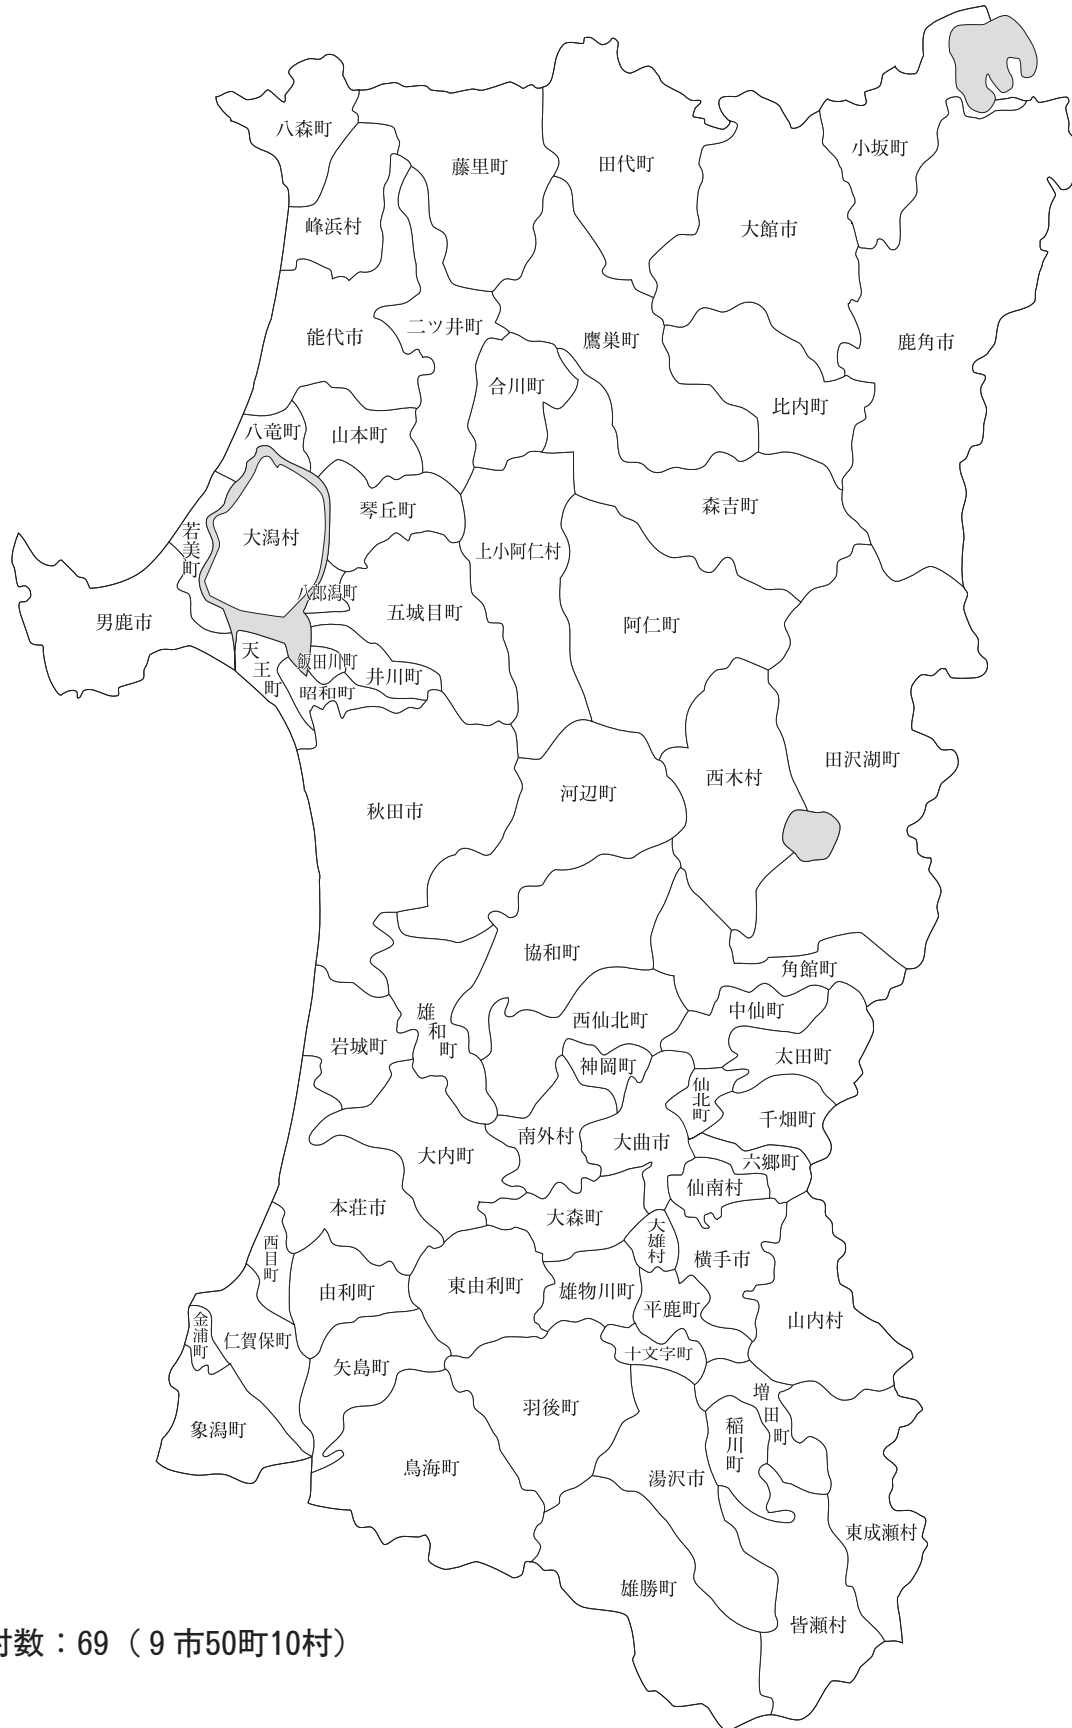 八森町
小坂町
藤里町
田代町
峰浜村
大館市
能代市
二ツ井町
鷹巣町
鹿角市
合川町
比内町
八竜町
山本町
琴丘町
森吉町
若美町
大潟村
上小阿仁村
八郎潟町
五城目町
男鹿市
阿仁町
天王町
飯田川町
井川町
昭和町
田沢湖町
西木村
河辺町
秋田市
協和町
角館町
中仙町
西仙北町
雄和町
岩城町
太田町
神岡町
仙北町
千畑町
南外村
大曲市
大内町
六郷町
仙南村
本荘市
大森町
大雄村
西目町
横手市
東由利町
由利町
雄物川町
平鹿町
山内村
金浦町
仁賀保町
十文字町
矢島町
増田町
羽後町
象潟町
稲川町
鳥海町
湯沢市
東成瀬村
雄勝町
皆瀬村
村数：69（9市50町10村）